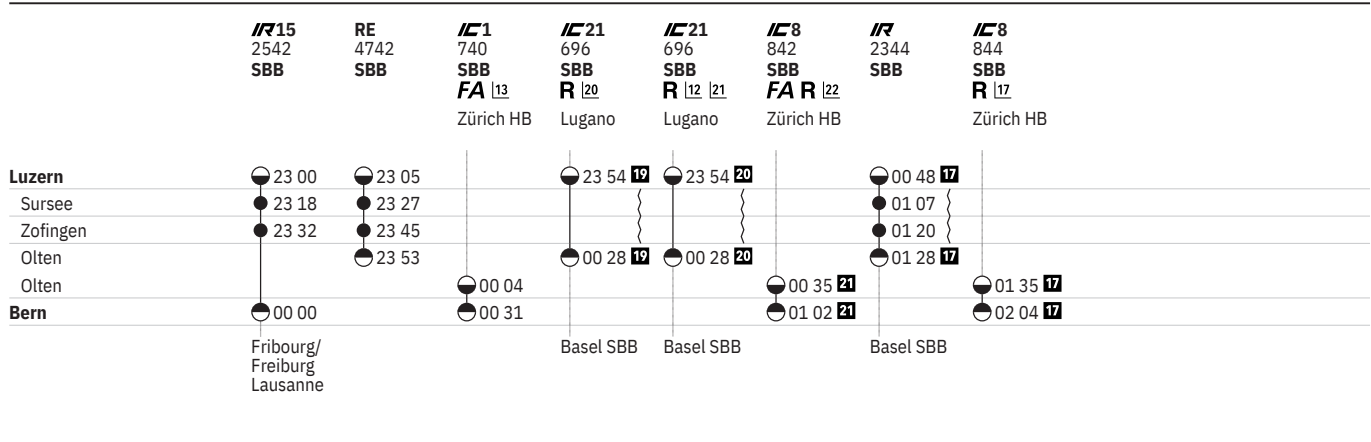 IR15 RE IC1 IC21 IC21 IC8 IR IC8
2542 4742 740 696 696 842 2344 844
SBB SBB SBB SBB SBB SBB SBB SBB
FA 13 R 20 R 12 21 FA R 22 R 17
Zürich HB Lugano Lugano Zürich HB Zürich HB
Luzern 23 00 23 05 23 54 19 23 54 20 00 48 17
Sursee 23 18 23 27 01 07
Zofingen 23 32 23 45 01 20
Olten 23 53 00 28 19 00 28 20 01 28 17
Olten 00 04 00 35 21 01 35 17
Bern 00 00 00 31 01 02 21 02 04 17
Fribourg/ Basel SBB Basel SBB Basel SBB
Freiburg
Lausanne